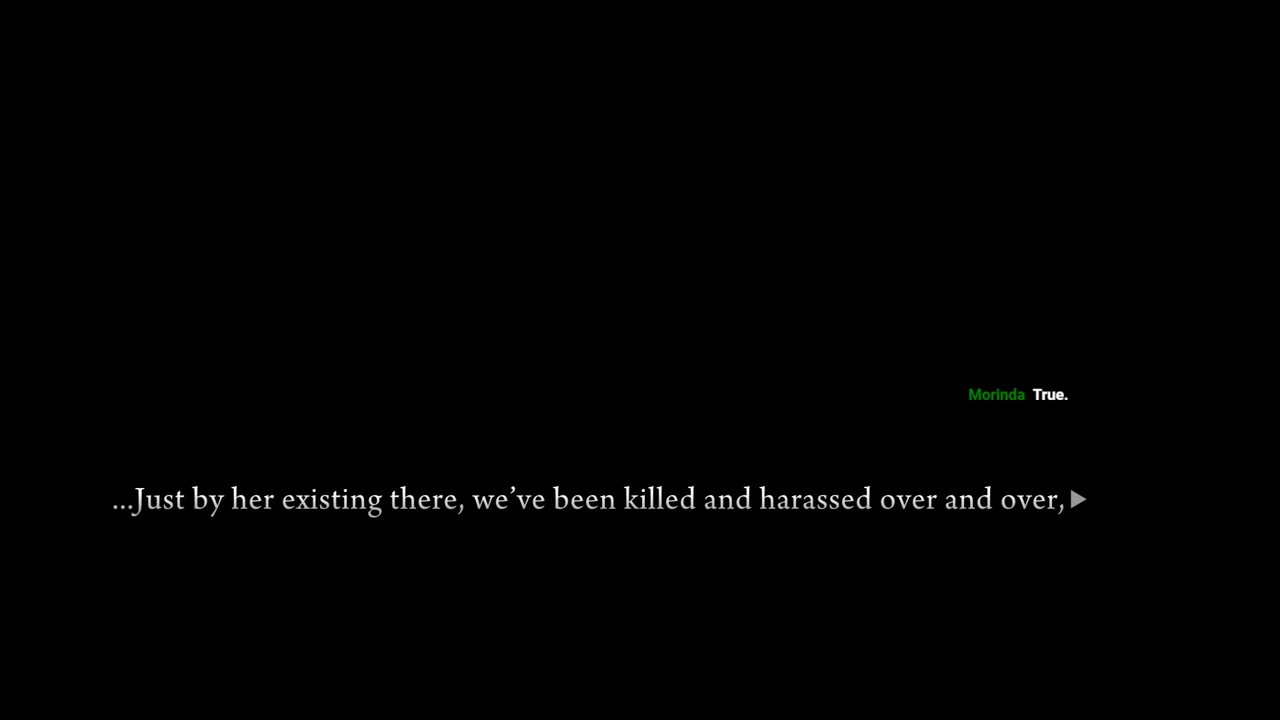 Morinda True.
…Just by her existing there, we’ve been killed and harassed over and over,